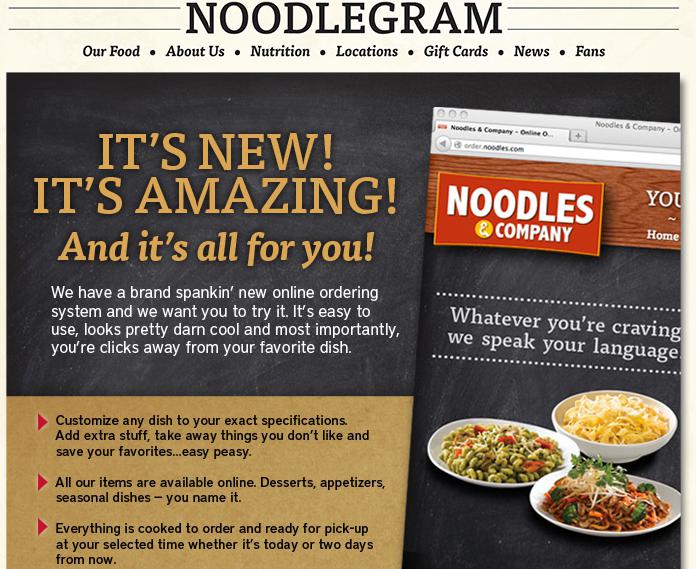 NOODLEGRAM
Our Food • About Us • Nutrition • Locations • Gift Cards • News • Fans
IT'S NEW!
IT'S AMAZING!
And it's all for you!
We have a brand spankin' new online ordering
system and we want you to try it. It's easy to
use, looks pretty darn cool and most importantly,
you're clicks away from your favorite dish.
Customize any dish to your exact specifications.
Add extra stuff, take away things you don't like and
save your favorites...easy peasy.
All our items are available online. Desserts, appetizers,
seasonal dishes – you name it.
Everything is cooked to order and ready for pick-up
at your selected time whether it's today or two days
from now.
Noodles & Company – On
Noodles & Company – Online O...
order.noodles.com
NOODLES
& COMPANY
YOU
~
Home
Whatever you're craving
we speak your language